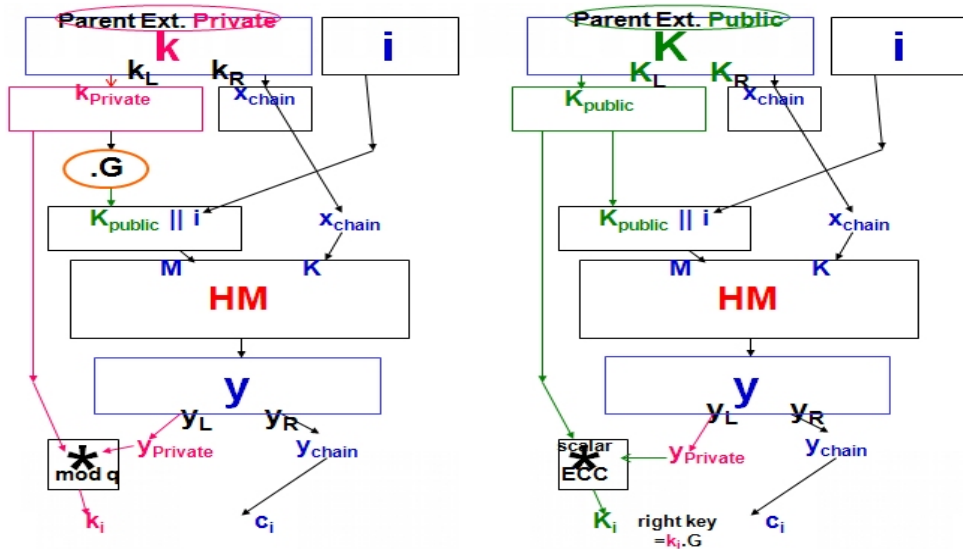 Parent Ext. Private
k
i
kL kR
kPrivate
xchain
.G
Kpublic || i
xchain
M K
HM
y
yL yR
yPrivate
ychain
*
mod q
ki
ci
Parent Ext. Public
K
i
KL KR
Kpublic
xchain
Kpublic || i
xchain
M K
HM
y
yL yR
scalar
*
ECC
yPrivate
ychain
Ki
right key
=ki.G
ci